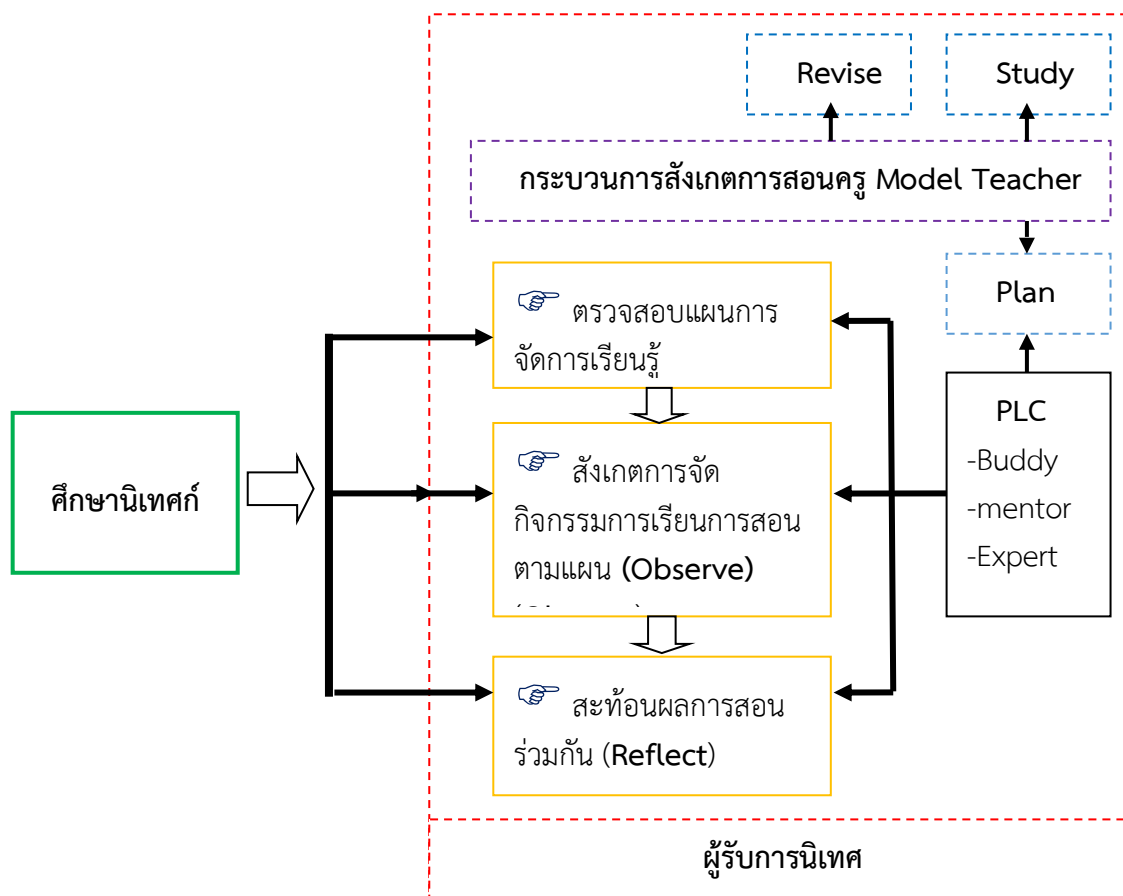 Revise
Study
กระบวนการสังเกตการสอนครู Model Teacher
Plan
☞ ตรวจสอบแผนการ
จัดการเรียนรู้
ศึกษานิเทศก์
☞ สังเกตการจัด
กิจกรรมการเรียนการสอน
ตามแผน (Observe)
PLC
-Buddy
-mentor
-Expert
☞ สะท้อนผลการสอน
ร่วมกัน (Reflect)
ผู้รับการนิเทศ